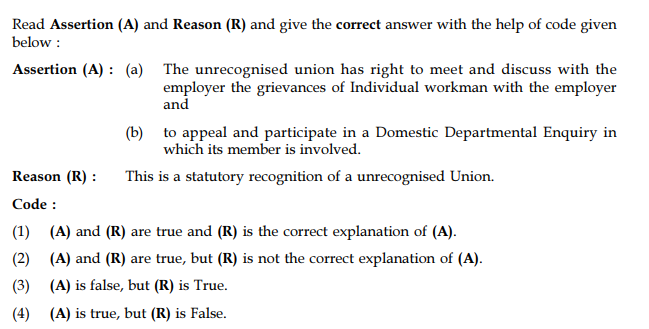 Read Assertion (A) and Reason (R) and give the correct answer with the help of code given
below :
Assertion (A) : (a) The unrecognised union has right to meet and discuss with the
employer the grievances of Individual workman with the employer
and
(b) to appeal and participate in a Domestic Departmental Enquiry in
which its member is involved.
Reason (R) : This is a statutory recognition of a unrecognised Union.
Code :
(1) (A) and (R) are true and (R) is the correct explanation of (A).
(2) (A) and (R) are true, but (R) is not the correct explanation of (A).
(3) (A) is false, but (R) is True.
(4) (A) is true, but (R) is False.